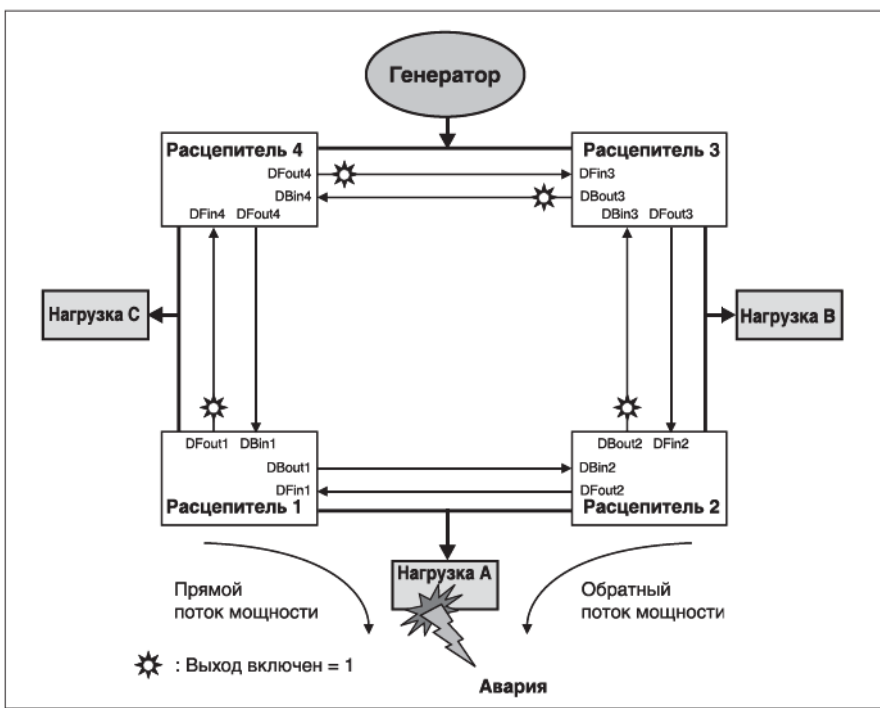 Генератор
Расцепитель 4
Расцепитель 3
DFout4
DFin3
DBin4
DBout3
DFin4 DFout4
DBin3 DFout3
Нагрузка С
Нагрузка В
DFout1 DBin1
DBout2 DFin2
DBout1
DBin2
DFin1
DFout2
Расцепитель 1
Расцепитель 2
Нагрузка А
Прямой
поток мощности
Обратный
поток мощности
: Выход включен = 1
Авария